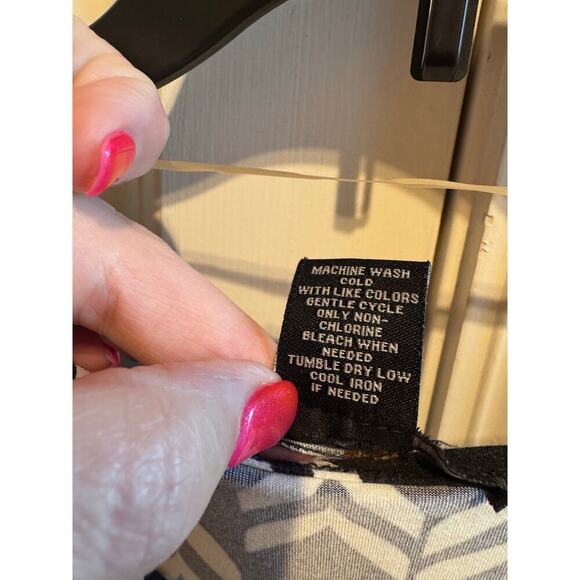 MACHINE WASH
COLD
WITH LIKE COLORS
GENTLE CYCLE
ONLY NON-
CHLORINE
BLEACH WHEN
NEEDED
TUMBLE DRY LOW
COOL IRON
IF NEEDED